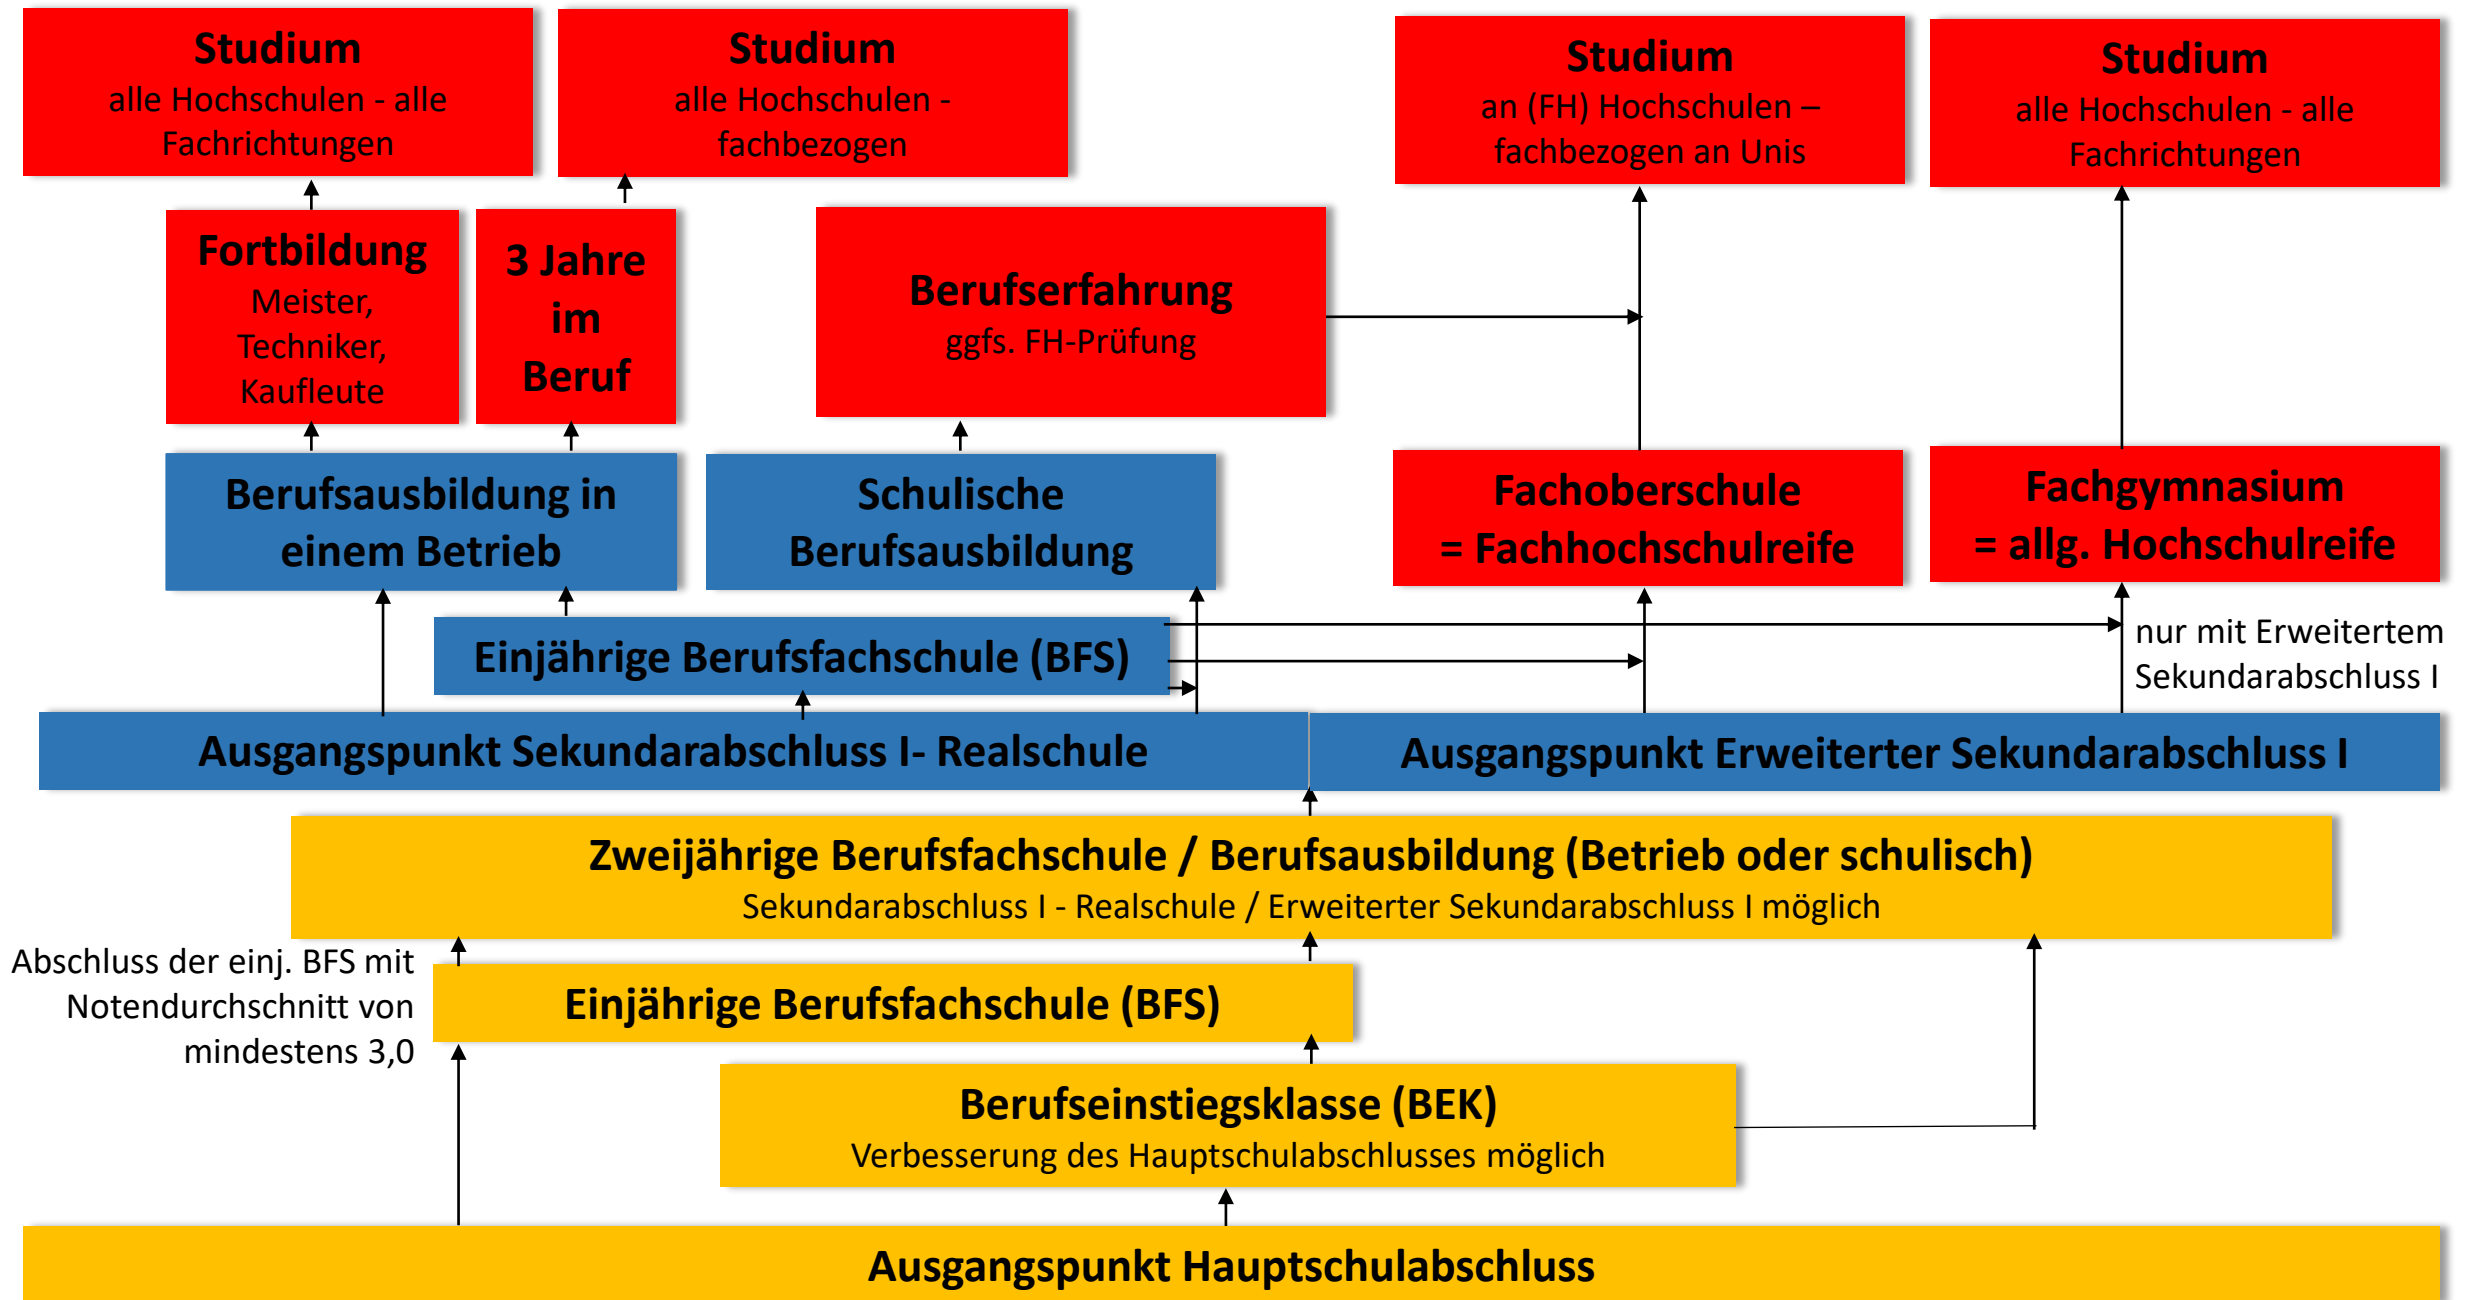 Studium
alle Hochschulen - alle
Fachrichtungen
Studium
alle Hochschulen -
fachbezogen
Studium
an (FH) Hochschulen –
fachbezogen an Unis
Studium
alle Hochschulen - alle
Fachrichtungen
Fortbildung
Meister,
Techniker,
Kaufleute
3 Jahre
im
Beruf
Berufserfahrung
ggfs. FH-Prüfung
Berufsausbildung in
einem Betrieb
Schulische
Berufsausbildung
Fachoberschule
= Fachhochschulreife
Fachgymnasium
= allg. Hochschulreife
Einjährige Berufsfachschule (BFS)
nur mit Erweitertem
Sekundarabschluss I
Ausgangspunkt Sekundarabschluss I- Realschule
Ausgangspunkt Erweiterter Sekundarabschluss I
Zweijährige Berufsfachschule / Berufsausbildung (Betrieb oder schulisch)
Sekundarabschluss I - Realschule / Erweiterter Sekundarabschluss I möglich
Abschluss der einj. BFS mit
Notendurchschnitt von
mindestens 3,0
Einjährige Berufsfachschule (BFS)
Berufseinstiegsklasse (BEK)
Verbesserung des Hauptschulabschlusses möglich
Ausgangspunkt Hauptschulabschluss